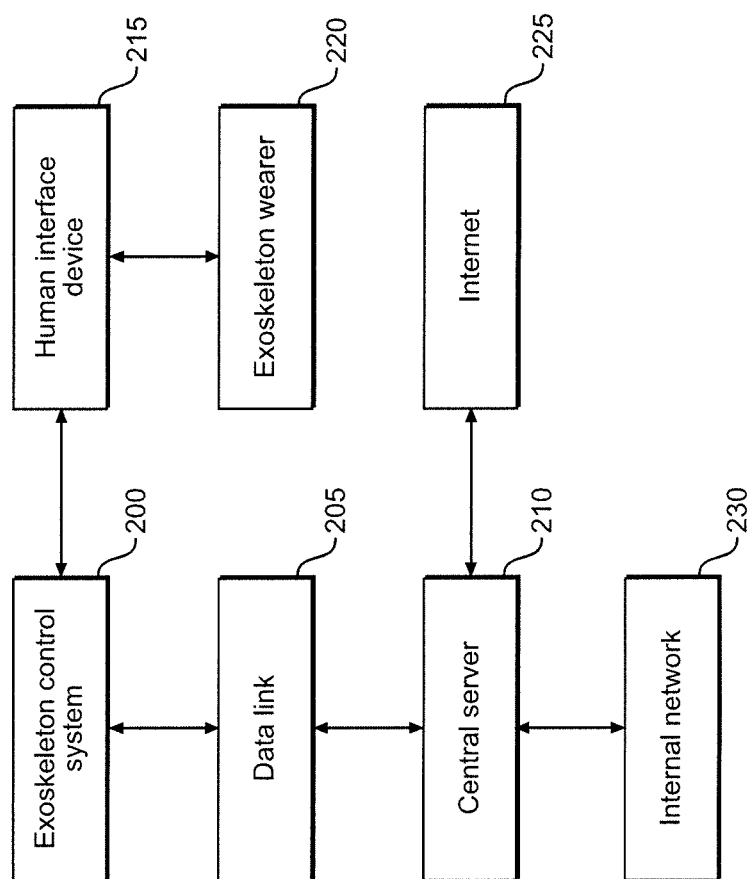 Exoskeleton control
system
200
Human interface
device
215
Data link
205
Exoskeleton wearer
220
Central server
210
Internet
225
Internal network
230